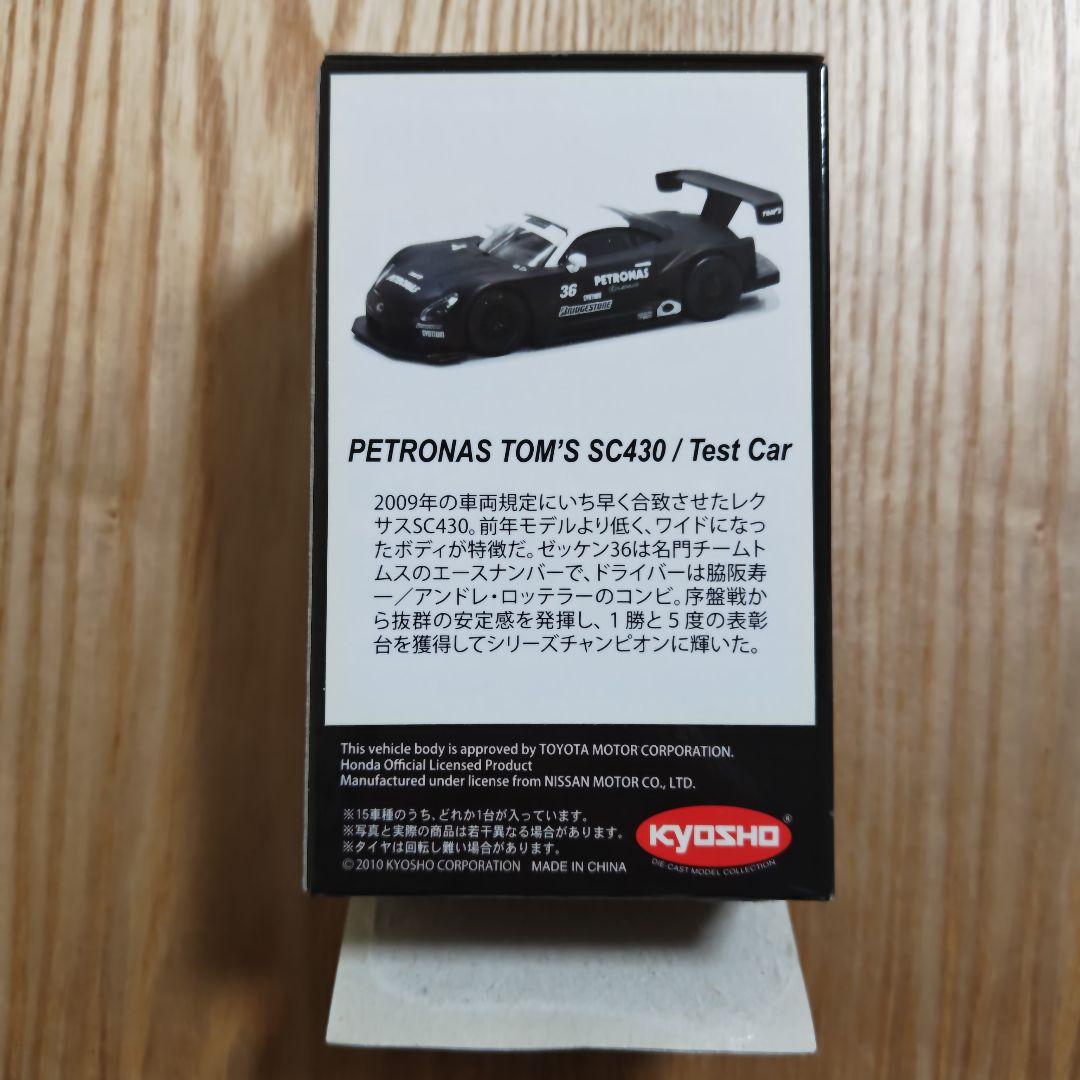 TOM'S
36
PETRONAS
PETRONAS
36
BRIDGESTONE
PETRONAS TOM'S SC430 / Test Car
2009年の車両規定にいち早く合致させたレク
サスSC430。前年モデルより低く、ワイドになっ
たボディが特徴だ。ゼッケン36は名門チームト
ムスのエースナンバーで、ドライバーは脇阪寿
一／アンドレ・ロッテラーのコンビ。序盤戦か
ら抜群の安定感を発揮し、1勝と5度の表彰
台を獲得してシリーズチャンピオンに輝いた。
This vehicle body is approved by TOYOTA MOTOR CORPORATION.
Honda Official Licensed Product
Manufactured under license from NISSAN MOTOR CO., LTD.
※15車種のうち、どれか1台が入っています。
※写真と実際の商品は若干異なる場合があります。
※タイヤは回転し難い場合があります。
©2010 KYOSHO CORPORATION MADE IN CHINA
KYOSHO®
DIE-CAST MODEL COLLECTION